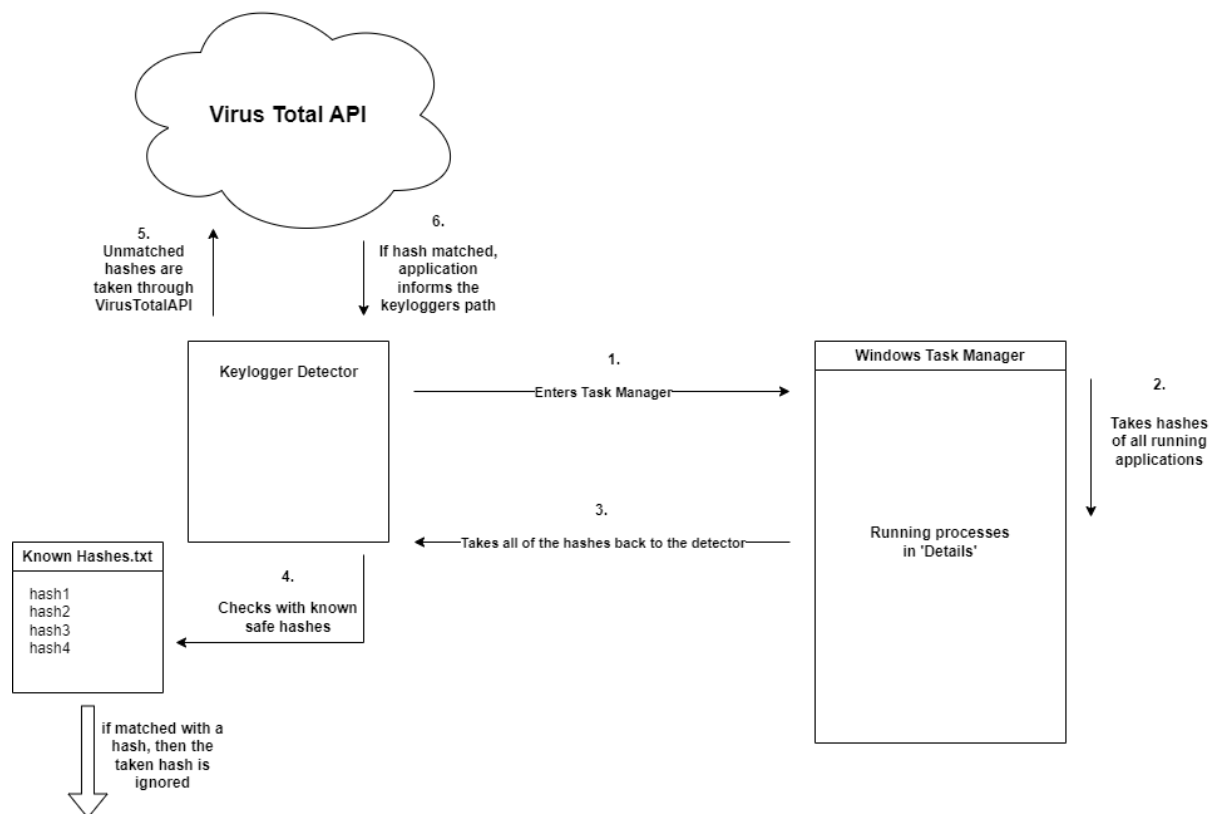 Virus Total API
5.
Unmatched
hashes are
taken through
VirusTotalAPI
6.
If hash matched,
application
informs the
keyloggers path
Keylogger Detector
1.
Enters Task Manager
Windows Task Manager
2.
Takes hashes
of all running
applications
3.
Takes all of the hashes back to the detector
Running processes
in 'Details'
Known Hashes.txt
hash1
hash2
hash3
hash4
4.
Checks with known
safe hashes
if matched with a
hash, then the
taken hash is
ignored